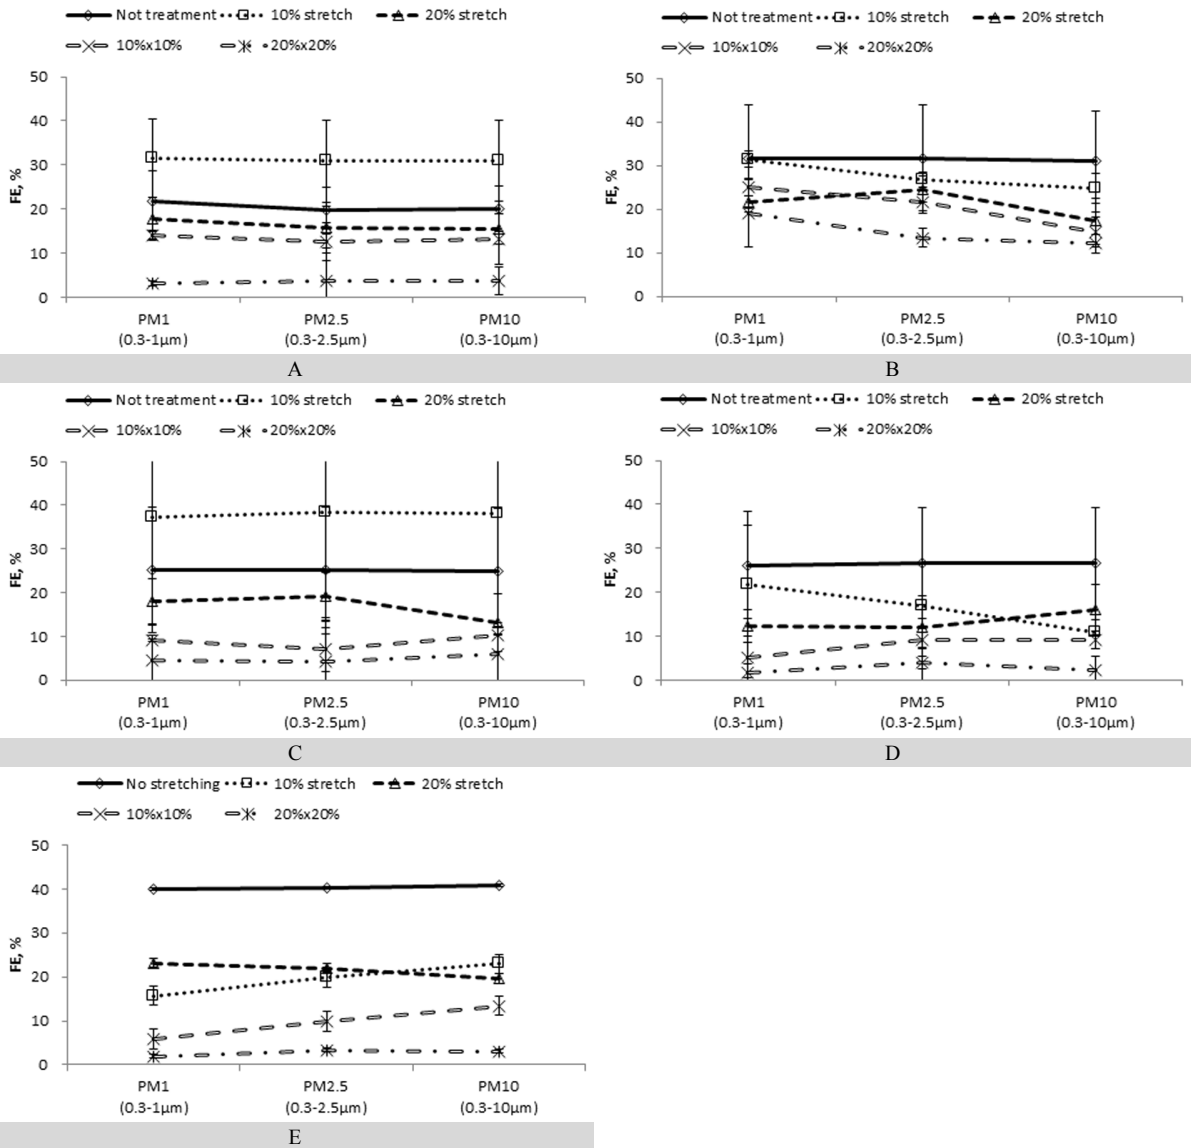 Not treatment 10% stretch 20% stretch
10%x10% 20%x20%
50
40
30
20
10
0
FE, %
PM1 PM2.5 PM10
(0.3-1µm) (0.3-2.5µm) (0.3-10µm)
A
Not treatment 10% stretch 20% stretch
10%x10% 20%x20%
50
40
30
20
10
0
FE, %
PM1 PM2.5 PM10
(0.3-1µm) (0.3-2.5µm) (0.3-10µm)
B
Not treatment 10% stretch 20% stretch
10%x10% 20%x20%
50
40
30
20
10
0
FE, %
PM1 PM2.5 PM10
(0.3-1µm) (0.3-2.5µm) (0.3-10µm)
C
Not treatment 10% stretch 20% stretch
10%x10% 20%x20%
50
40
30
20
10
0
FE, %
PM1 PM2.5 PM10
(0.3-1µm) (0.3-2.5µm) (0.3-10µm)
D
No stretching 10% stretch 20% stretch
10%x10% 20%x20%
50
40
30
20
10
0
FE, %
PM1 PM2.5 PM10
(0.3-1µm) (0.3-2.5µm) (0.3-10µm)
E